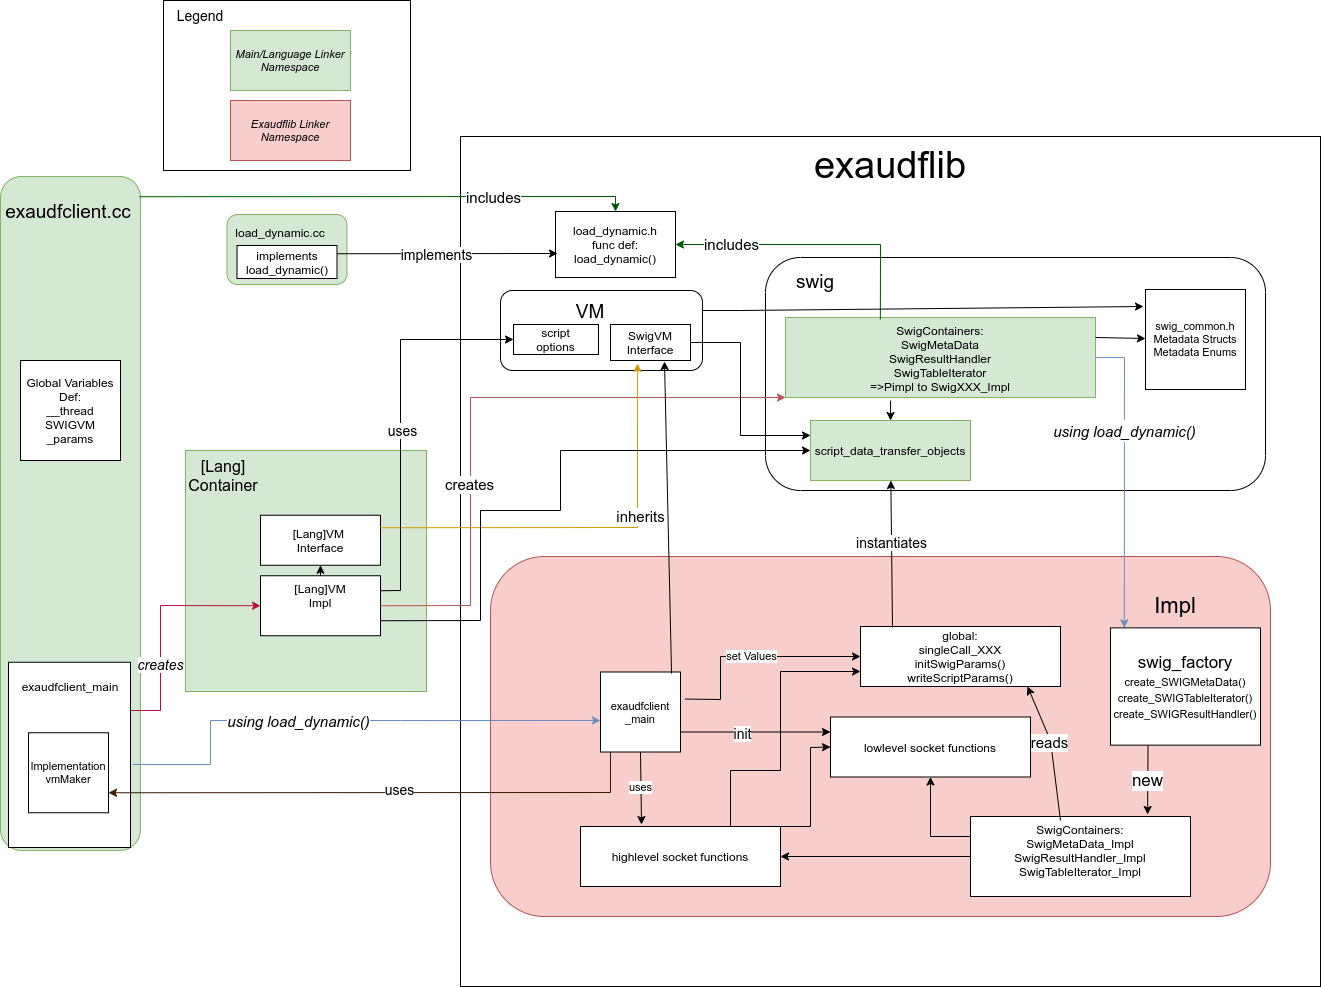 Legend
Main/Language Linker
Namespace
Exaudflib Linker
Namespace
exaudflib
exaudfclient.cc
includes
load_dynamic.cc
implements
load_dynamic()
implements
load_dynamic.h
func def:
load_dynamic()
includes
swig
VM
script
options
SwigVM
Interface
SwigContainers:
SwigMetaData
SwigResultHandler
SwigTableIterator
=>Pimpl to SwigXXX_Impl
swig_common.h
Metadata Structs
Metadata Enums
Global Variables
Def:
__thread
SWIGVM
_params
uses
using load_dynamic()
script_data_transfer_objects
[Lang]
Container
creates
inherits
[Lang]VM
Interface
[Lang]VM
Impl
instantiates
Impl
creates
exaudfclient_main
Implementation
vmMaker
using load_dynamic()
uses
set Values
global:
singleCall_XXX
initSwigParams()
writeScriptParams()
swig_factory
create_SWIGMetaData()
create_SWIGTableIterator()
create_SWIGResultHandler()
exaudfclient
_main
init
lowlevel socket functions
reads
new
uses
highlevel socket functions
SwigContainers:
SwigMetaData_Impl
SwigResultHandler_Impl
SwigTableIterator_Impl